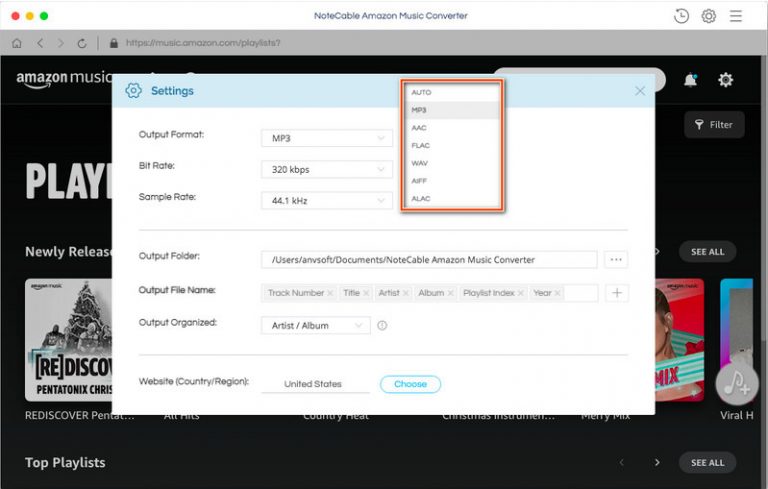 NoteCable Amazon Music Converter
https://music.amazon.com/playlists?
amazon music
Settings
AUTO
MP3
AAC
FLAC
WAV
AIFF
ALAC
Output Format: MP3
Bit Rate: 320 kbps
Sample Rate: 44.1 kHz
Filter
PLAY
Newly Release
SEE ALL
Output Folder: /Users/anvsoft/Documents/NoteCable Amazon Music Converter ...
Output File Name: Track Number × Title × Artist × Album × Playlist Index × Year × +
Output Organized: Artist / Album
Website (Country/Region): United States Choose
amazon music
[RE]DISCOV
PENTATONIX CHRIS
MIX
REDISCOVER Pentat... All Hits Country Heat Christmas Instrumen... Merry Mix Viral H
Top Playlists
SEE ALL